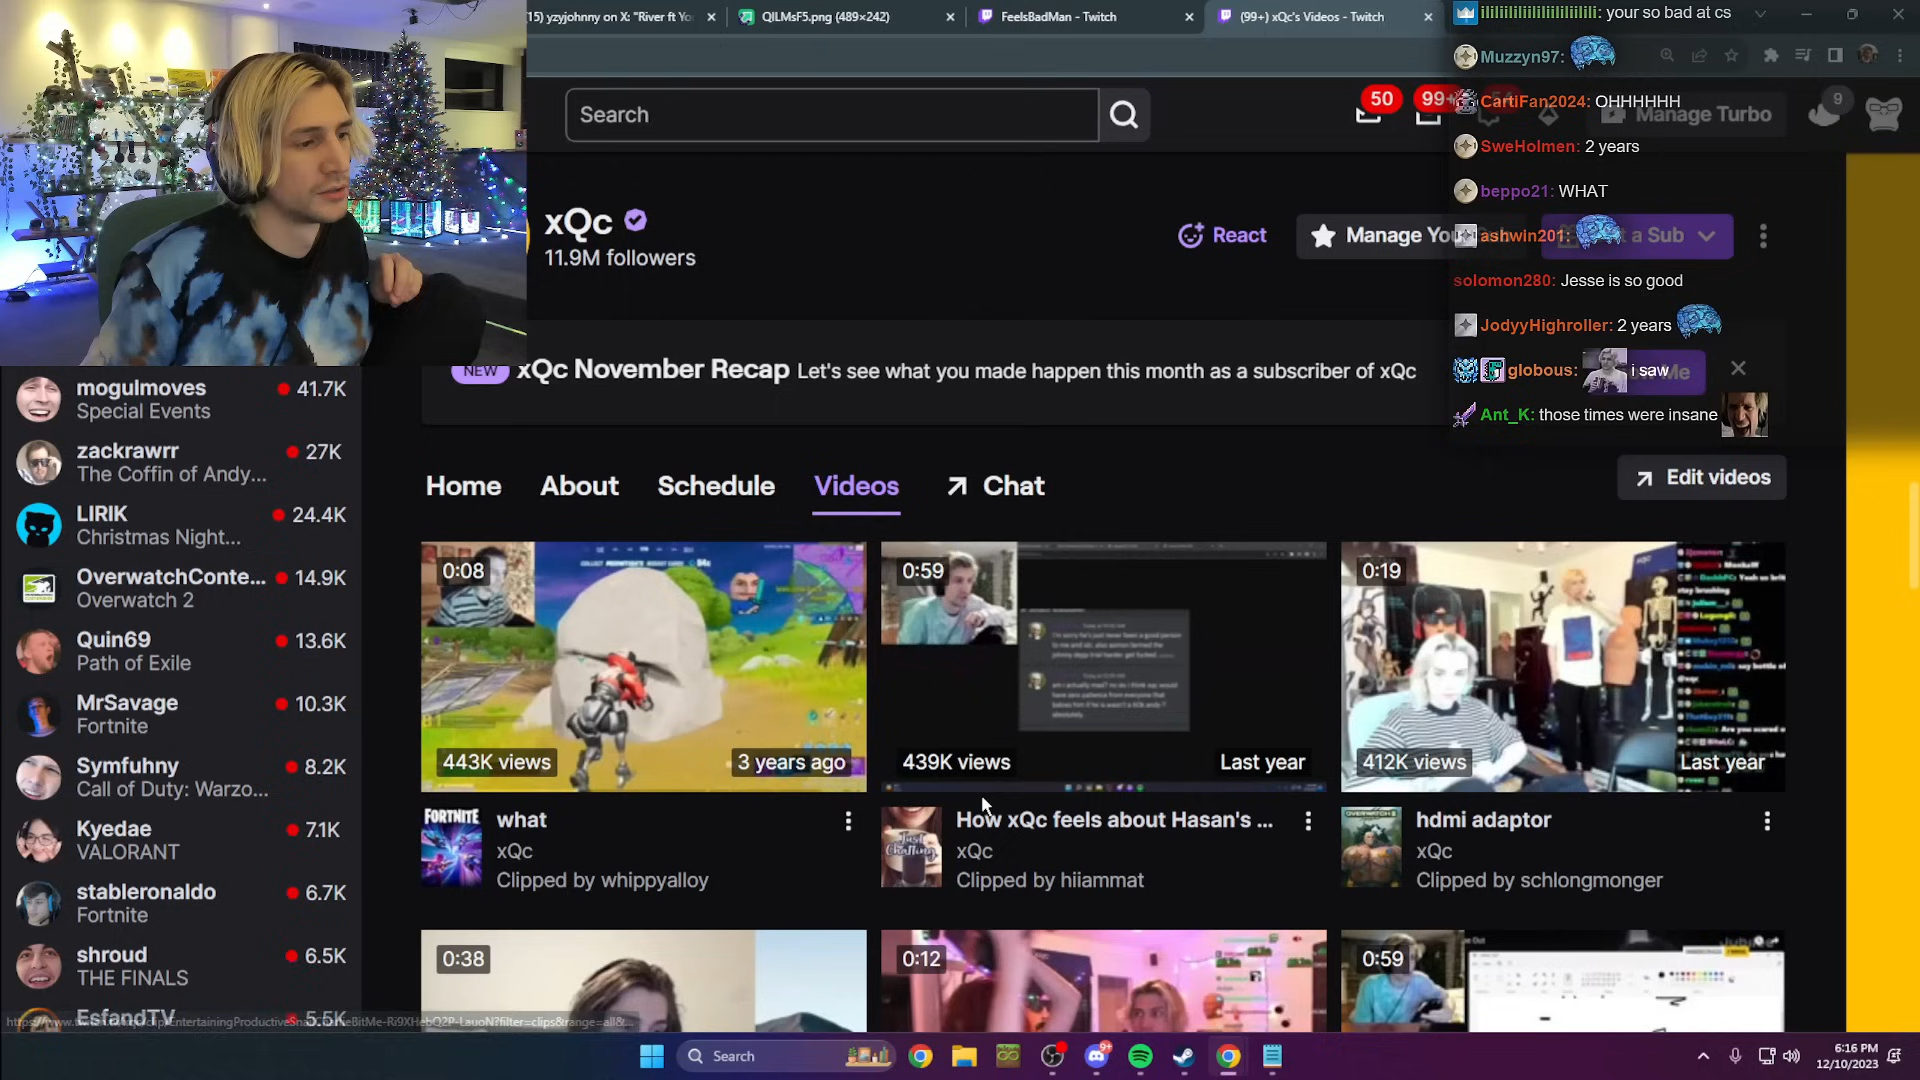 15) yzyjohnny on X: "River ft Yo
QILMsF5.png (489×242)
FeelsBadMan - Twitch
(99+) xQc's Videos - Twitch
Search
50
99+
Manage Turbo
9
xQc
11.9M followers
React
Manage You
a Sub
NEW xQc November Recap Let's see what you made happen this month as a subscriber of xQc
Me
iliiliiliiliiliiliiliiliil: your so bad at cs
Muzzyn97:
CartiFan2024: OHHHHHH
SweHolmen: 2 years
beppo21: WHAT
ashwin201:
solomon280: Jesse is so good
JodyyHighroller: 2 years
globous: i saw
Ant_K: those times were insane
Home
About
Schedule
Videos
Chat
Edit videos
mogulmoves 41.7K
Special Events
zackrawrr 27K
The Coffin of Andy...
LIRIK 24.4K
Christmas Night...
OverwatchConte... 14.9K
Overwatch 2
Quin69 13.6K
Path of Exile
MrSavage 10.3K
Fortnite
Symfuhny 8.2K
Call of Duty: Warzo...
Kyedae 7.1K
VALORANT
stableronaldo 6.7K
Fortnite
shroud 6.5K
THE FINALS
EsfandTV 5.5K
0:08
443K views
3 years ago
FORTNITE
what
xQc
Clipped by whippyalloy
0:59
439K views
Last year
Just
Chatting
How xQc feels about Hasan's ...
xQc
Clipped by hiiammat
0:19
412K views
Last year
OVERWATCH 2
hdmi adaptor
xQc
Clipped by schlongmonger
0:38
0:12
0:59
Search
9+
6:16 PM
12/10/2023